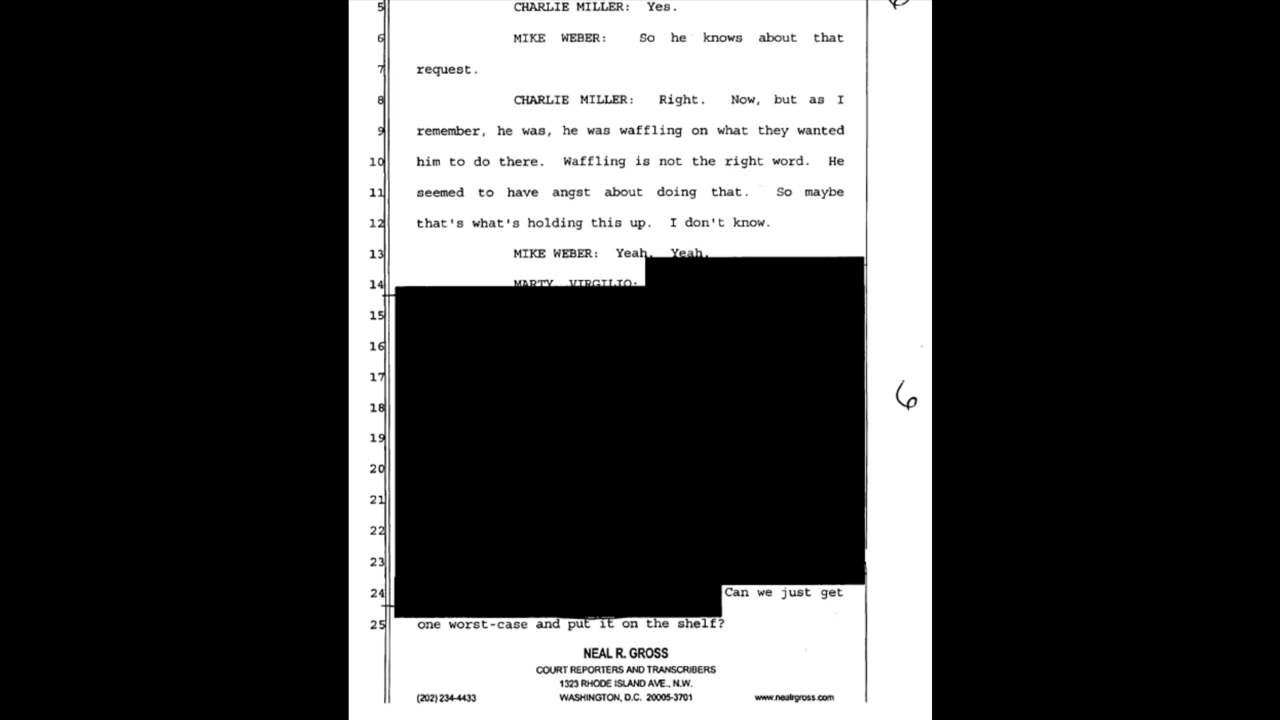 5 CHARLIE MILLER: Yes.
6 MIKE WEBER: So he knows about that
7 request.
8 CHARLIE MILLER: Right. Now, but as I
9 remember, he was, he was waffling on what they wanted
10 him to do there. Waffling is not the right word. He
11 seemed to have angst about doing that. So maybe
12 that's what's holding this up. I don't know.
13 MIKE WEBER: Yeah. Yeah.
14 MARTY VIRGILIO:
15
16
17
6
18
19
20
21
22
23
24 Can we just get
25 one worst-case and put it on the shelf?
NEAL R. GROSS
COURT REPORTERS AND TRANSCRIBERS
1323 RHODE ISLAND AVE., N.W.
(202) 234-4433 WASHINGTON, D.C. 20005-3701 www.nealrgross.com